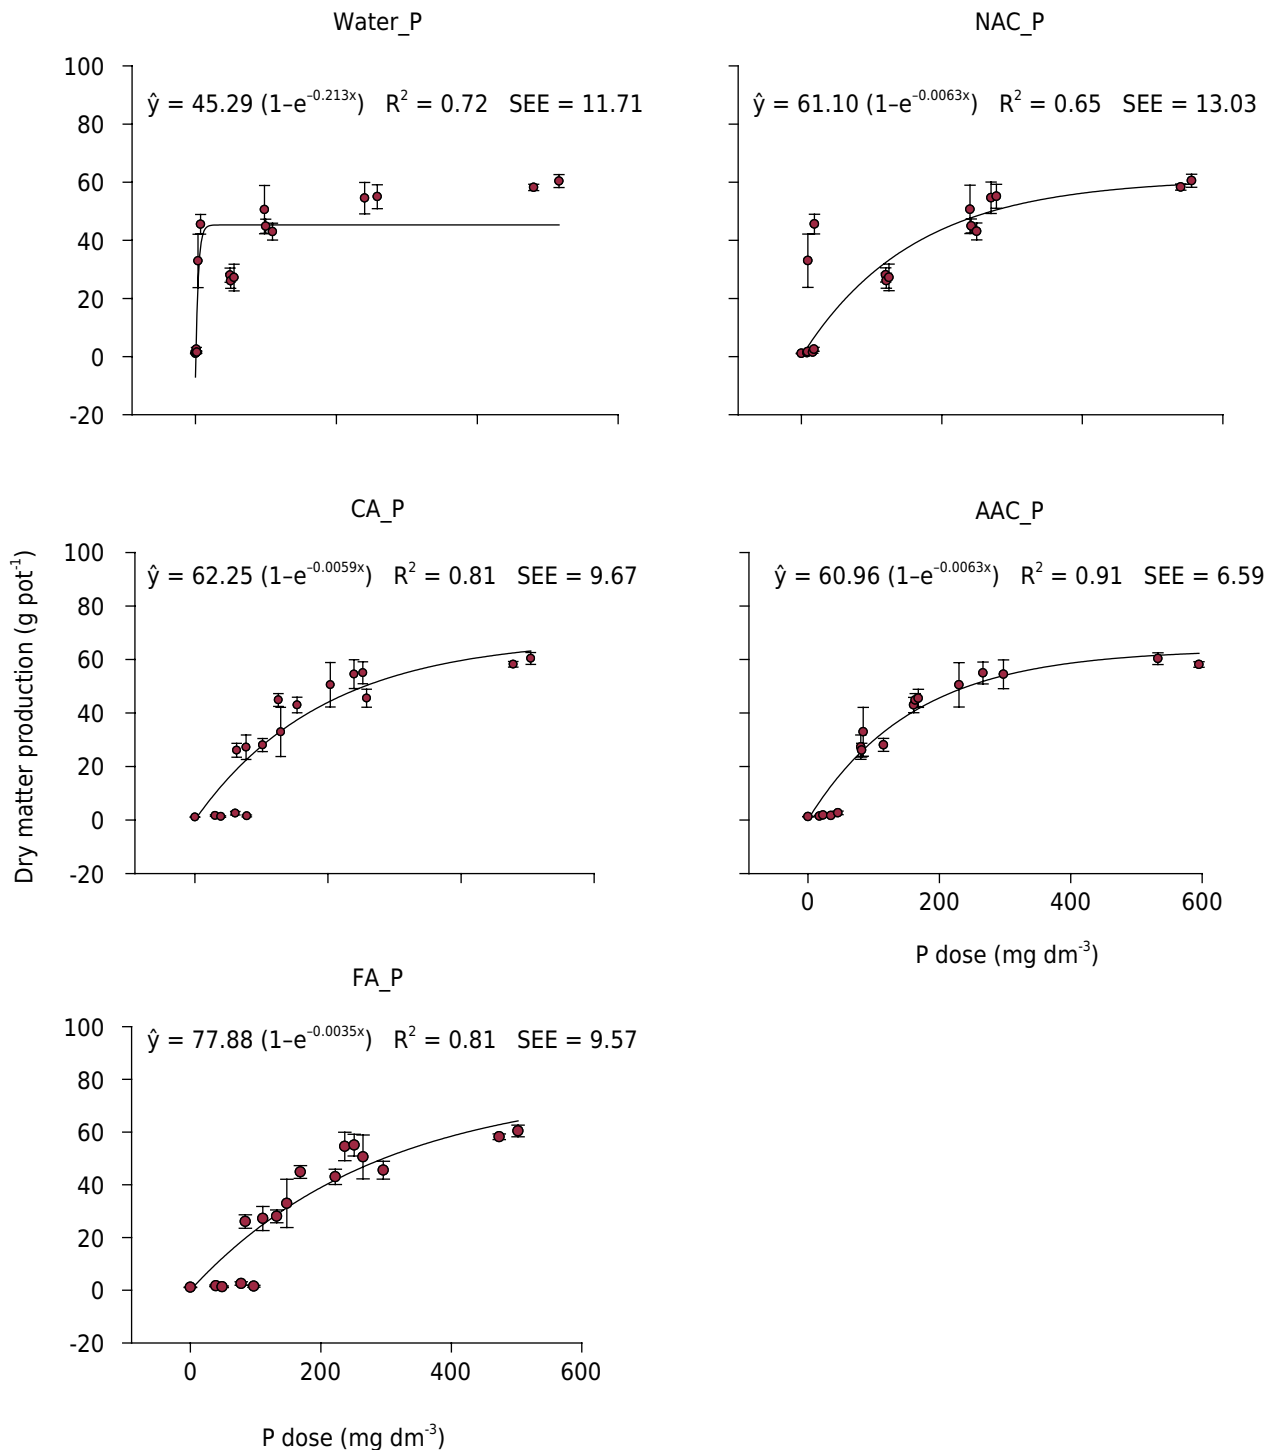 Water_P
NAC_P
ŷ = 45.29 (1–e^–0.213x) R² = 0.72 SEE = 11.71
ŷ = 61.10 (1–e^–0.0063x) R² = 0.65 SEE = 13.03
100
80
60
40
20
0
-20
CA_P
AAC_P
ŷ = 62.25 (1–e^–0.0059x) R² = 0.81 SEE = 9.67
ŷ = 60.96 (1–e^–0.0063x) R² = 0.91 SEE = 6.59
Dry matter production (g pot⁻¹)
100
80
60
40
20
0
-20
0 200 400 600
P dose (mg dm⁻³)
FA_P
ŷ = 77.88 (1–e^–0.0035x) R² = 0.81 SEE = 9.57
100
80
60
40
20
0
-20
0 200 400 600
P dose (mg dm⁻³)